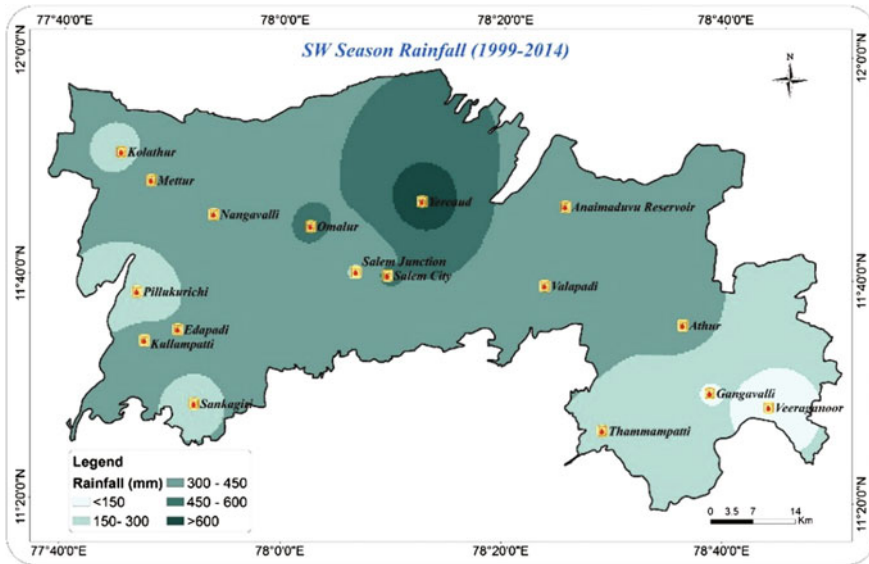 77°40'0"E 78°0'0"E 78°20'0"E 78°40'0"E
12°0'0"N 12°0'0"N
SW Season Rainfall (1999-2014)
N
Kolathur
Mettur
Yercaud
Nangavalli
Anaimaduvu Reservoir
Omalur
Salem Junction
Salem City
11°40'0"N 11°40'0"N
Pillukurichi
Valapadi
Edapadi
Athur
Kullampatti
Gangavalli
Sankagiri
Veeraganoor
Thammampatti
Legend
Rainfall (mm) 300 - 450
<150 450 - 600
150- 300 >600
11°20'0"N 11°20'0"N
0 3.5 7 14
Km
77°40'0"E 78°0'0"E 78°20'0"E 78°40'0"E